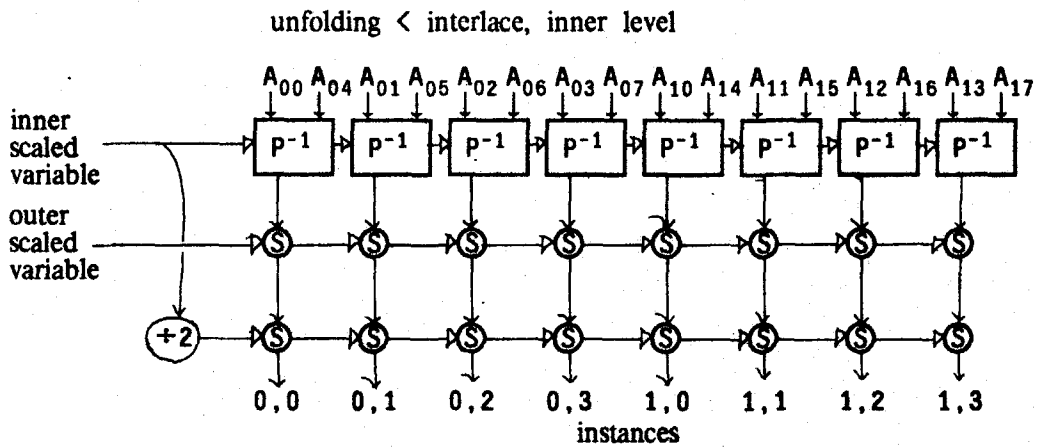 unfolding < interlace, inner level
A00 A04 A01 A05 A02 A06 A03 A07 A10 A14 A11 A15 A12 A16 A13 A17
inner
scaled
variable
p-1 p-1 p-1 p-1 p-1 p-1 p-1 p-1
outer
scaled
variable
S S S S S S S S
÷2 S S S S S S S S
0,0 0,1 0,2 0,3 1,0 1,1 1,2 1,3
instances